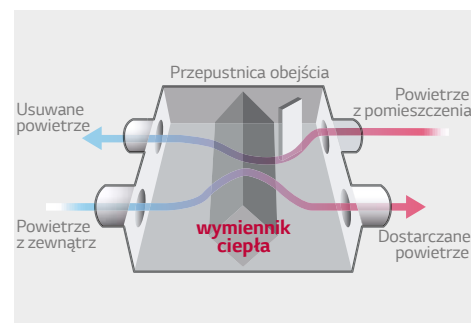 Przepustnica obejścia
Usuwane
powietrze
Powietrze
z pomieszczenia
Powietrze
z zewnątrz
wymiennik
ciepła
Dostarczane
powietrze